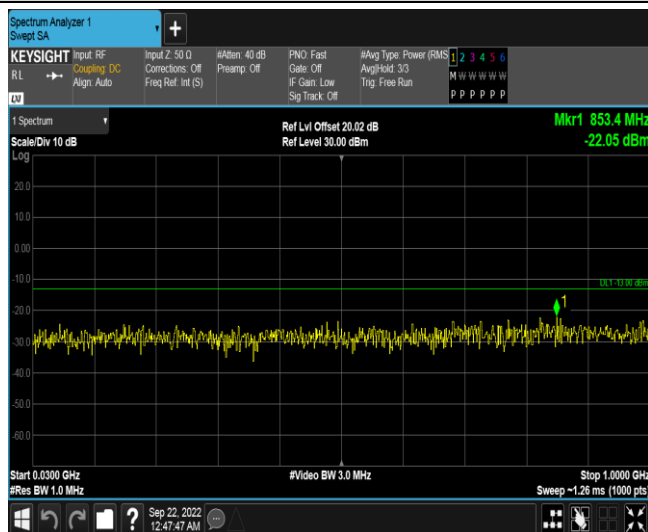 Spectrum Analyzer 1
Swept SA
+
KEYSIGHT
RL
LXI
Input: RF
Coupling: DC
Align: Auto
Input Z: 50 Ω
Corrections: Off
Freq Ref: Int (S)
#Atten: 40 dB
Preamp: Off
PNO: Fast
Gate: Off
IF Gain: Low
Sig Track: Off
#Avg Type: Power (RMS
Avg|Hold: 3/3
Trig: Free Run
1 2 3 4 5 6
M W W W W W
P P P P P P
1 Spectrum
Scale/Div 10 dB
Log
Ref Lvl Offset 20.02 dB
Ref Level 30.00 dBm
Mkr1 853.4 MHz
-22.05 dBm
20.0
10.0
0.00
-10.0
DL1 -13.00 dBm
1
-20.0
-30.0
-40.0
-50.0
-60.0
Start 0.0300 GHz
#Res BW 1.0 MHz
#Video BW 3.0 MHz
Stop 1.0000 GHz
Sweep ~1.26 ms (1000 pts)
?
Sep 22, 2022
12:47:47 AM